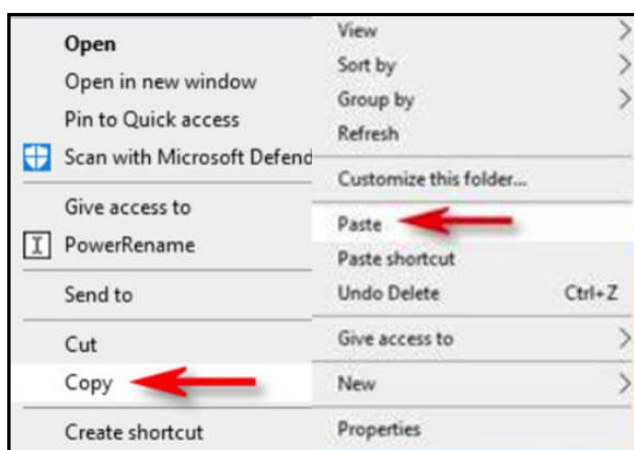 Open
Open in new window
Pin to Quick access
Scan with Microsoft Defend
Give access to
PowerRename
Send to
Cut
Copy
Create shortcut
View
Sort by
Group by
Refresh
Customize this folder...
Paste
Paste shortcut
Undo Delete Ctrl+Z
Give access to
New
Properties